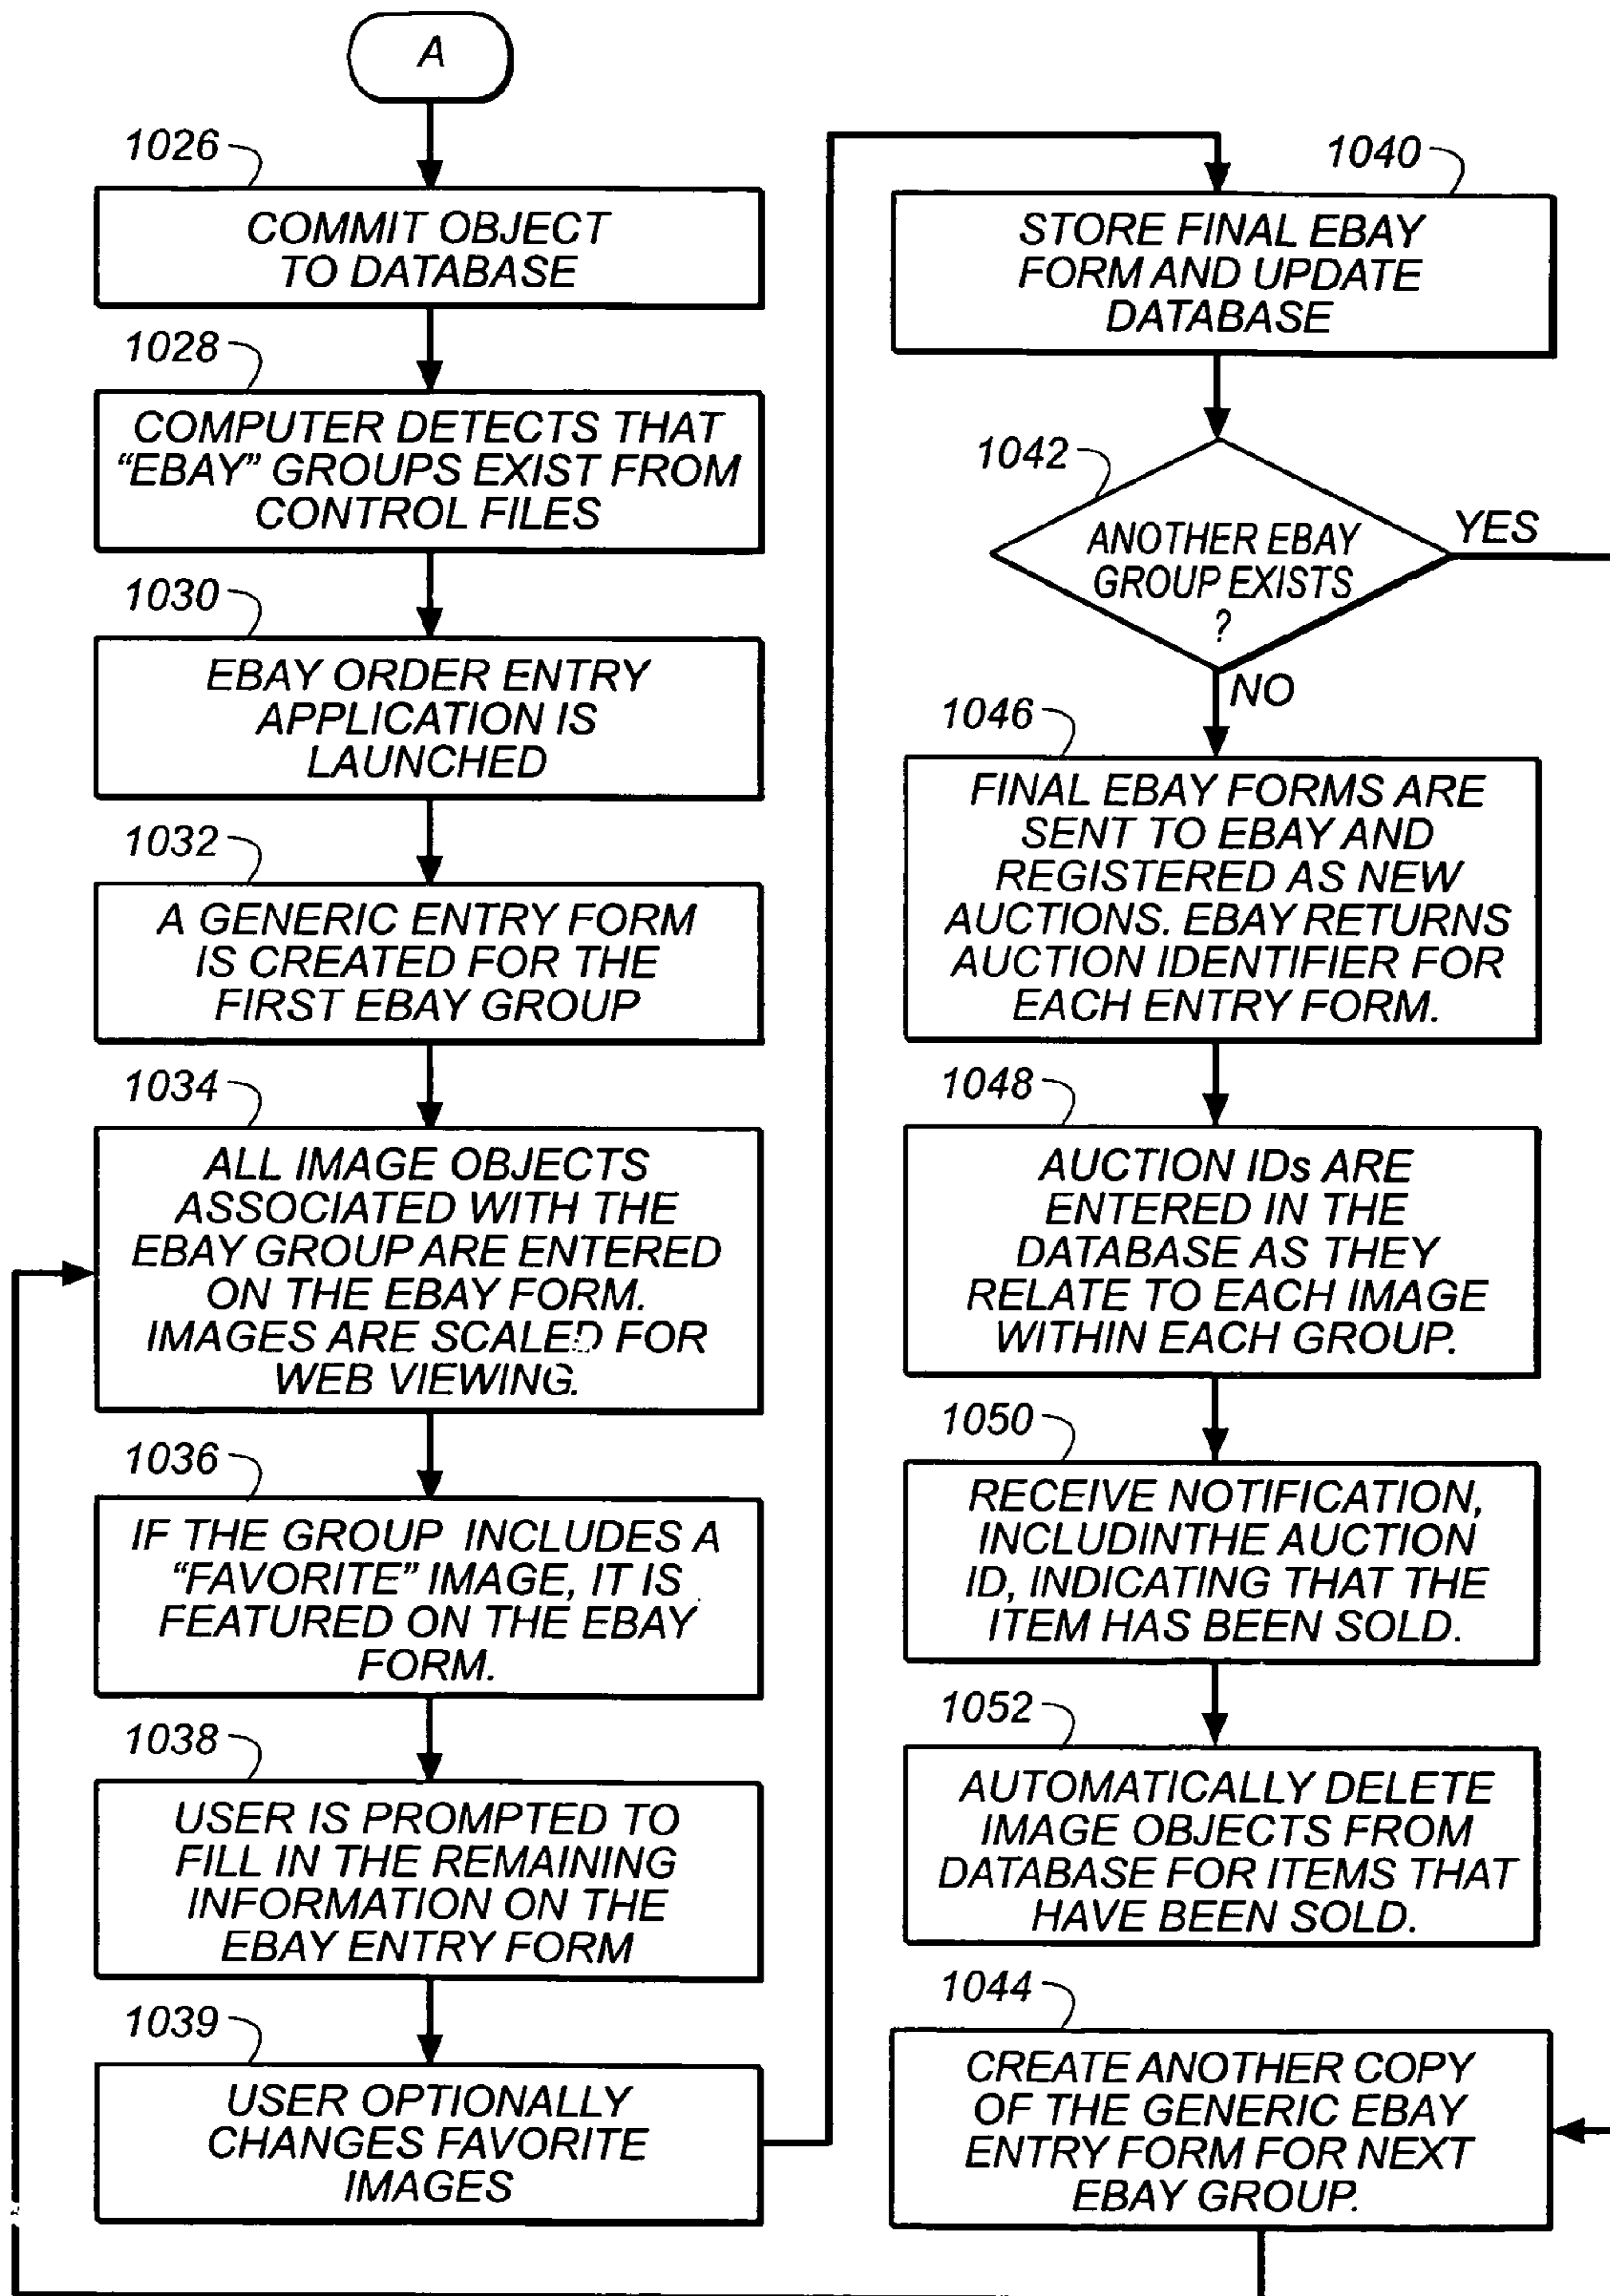 A
1026
COMMIT OBJECT
TO DATABASE
1028
COMPUTER DETECTS THAT
“EBAY” GROUPS EXIST FROM
CONTROL FILES
1030
EBAY ORDER ENTRY
APPLICATION IS
LAUNCHED
1032
A GENERIC ENTRY FORM
IS CREATED FOR THE
FIRST EBAY GROUP
1034
ALL IMAGE OBJECTS
ASSOCIATED WITH THE
EBAY GROUP ARE ENTERED
ON THE EBAY FORM.
IMAGES ARE SCALED FOR
WEB VIEWING.
1036
IF THE GROUP INCLUDES A
“FAVORITE” IMAGE, IT IS
FEATURED ON THE EBAY
FORM.
1038
USER IS PROMPTED TO
FILL IN THE REMAINING
INFORMATION ON THE
EBAY ENTRY FORM
1039
USER OPTIONALLY
CHANGES FAVORITE
IMAGES
1040
STORE FINAL EBAY
FORM AND UPDATE
DATABASE
1042
ANOTHER EBAY
GROUP EXISTS
?
YES
NO
1046
FINAL EBAY FORMS ARE
SENT TO EBAY AND
REGISTERED AS NEW
AUCTIONS. EBAY RETURNS
AUCTION IDENTIFIER FOR
EACH ENTRY FORM.
1048
AUCTION IDs ARE
ENTERED IN THE
DATABASE AS THEY
RELATE TO EACH IMAGE
WITHIN EACH GROUP.
1050
RECEIVE NOTIFICATION,
INCLUDINTHE AUCTION
ID, INDICATING THAT THE
ITEM HAS BEEN SOLD.
1052
AUTOMATICALLY DELETE
IMAGE OBJECTS FROM
DATABASE FOR ITEMS THAT
HAVE BEEN SOLD.
1044
CREATE ANOTHER COPY
OF THE GENERIC EBAY
ENTRY FORM FOR NEXT
EBAY GROUP.